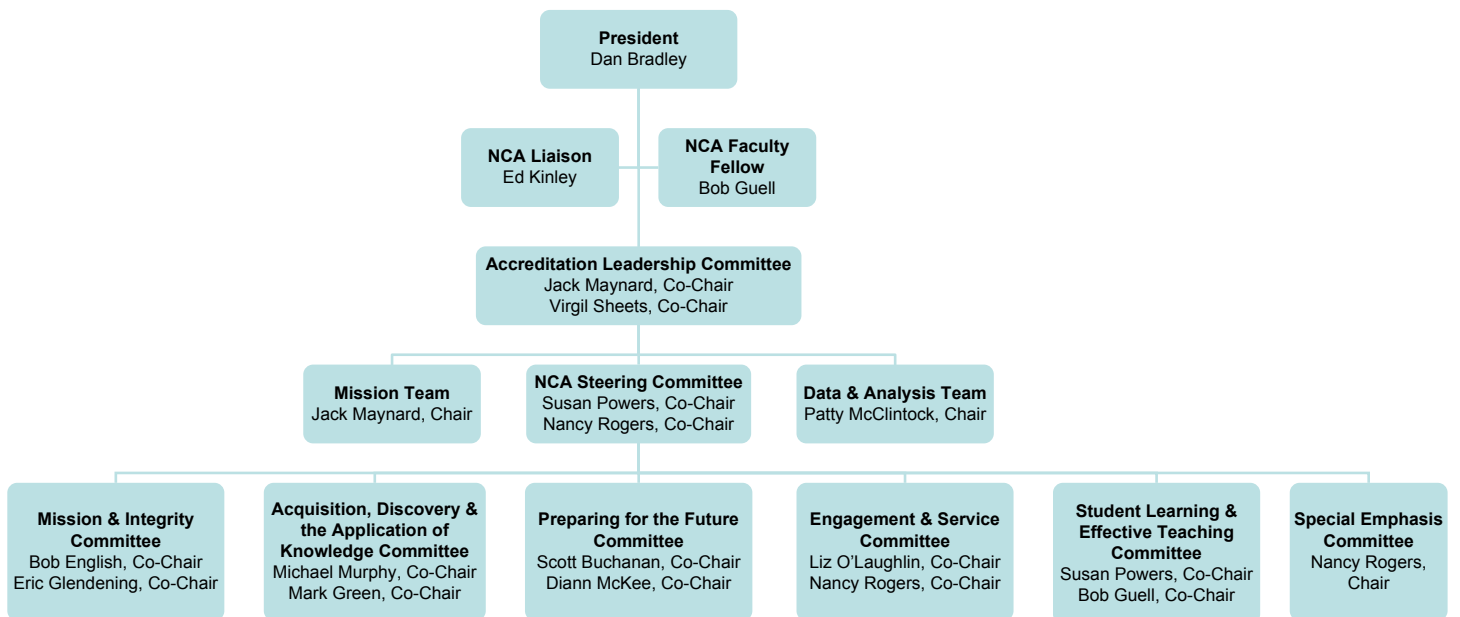 President
Dan Bradley
NCA Liaison
Ed Kinley
NCA Faculty
Fellow
Bob Guell
Accreditation Leadership Committee
Jack Maynard, Co-Chair
Virgil Sheets, Co-Chair
Mission Team
Jack Maynard, Chair
NCA Steering Committee
Susan Powers, Co-Chair
Nancy Rogers, Co-Chair
Data & Analysis Team
Patty McClintock, Chair
Mission & Integrity
Committee
Bob English, Co-Chair
Eric Glendening, Co-Chair
Acquisition, Discovery &
the Application of
Knowledge Committee
Michael Murphy, Co-Chair
Mark Green, Co-Chair
Preparing for the Future
Committee
Scott Buchanan, Co-Chair
Diann McKee, Co-Chair
Engagement & Service
Committee
Liz O’Laughlin, Co-Chair
Nancy Rogers, Co-Chair
Student Learning &
Effective Teaching
Committee
Susan Powers, Co-Chair
Bob Guell, Co-Chair
Special Emphasis
Committee
Nancy Rogers,
Chair